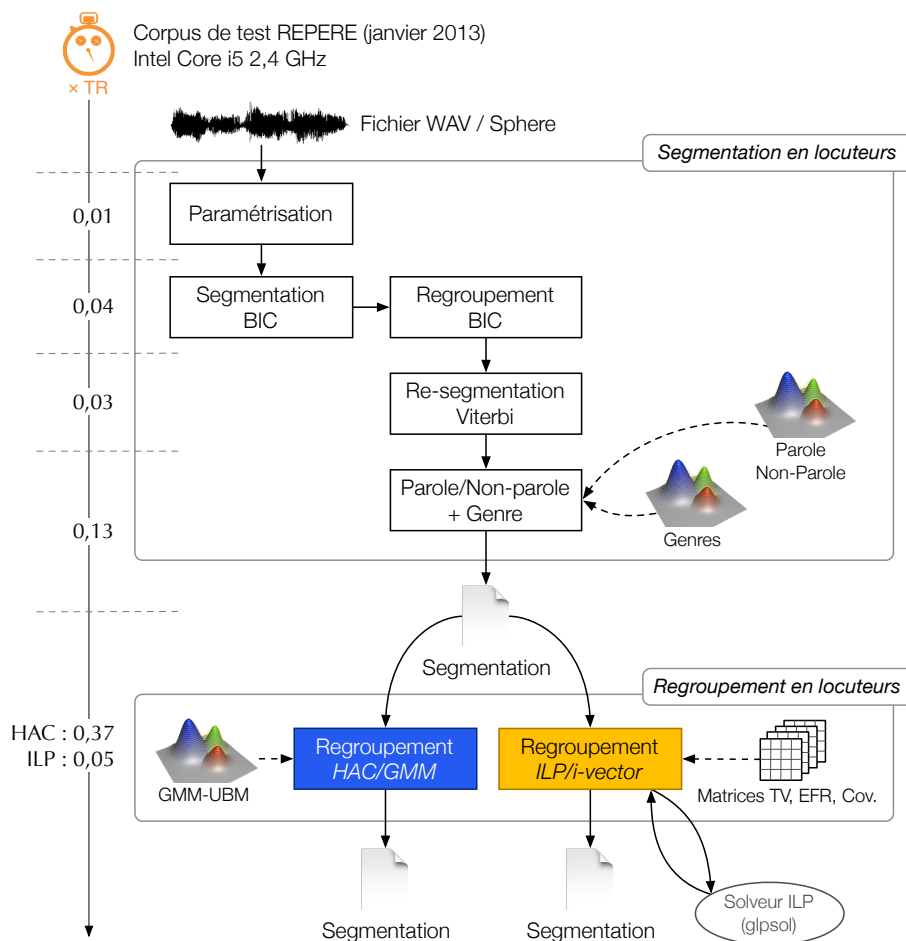 Corpus de test REPERE (janvier 2013)
Intel Core i5 2,4 GHz
× TR
Fichier WAV / Sphere
Segmentation en locuteurs
0,01
Paramétrisation
0,04
Segmentation
BIC
Regroupement
BIC
0,03
Re-segmentation
Viterbi
Parole
Non-Parole
0,13
Parole/Non-parole
+ Genre
Genres
Segmentation
Regroupement en locuteurs
HAC : 0,37
ILP : 0,05
GMM-UBM
Regroupement
HAC/GMM
Regroupement
ILP/i-vector
Matrices TV, EFR, Cov.
Segmentation
Segmentation
Solveur ILP
(glpsol)